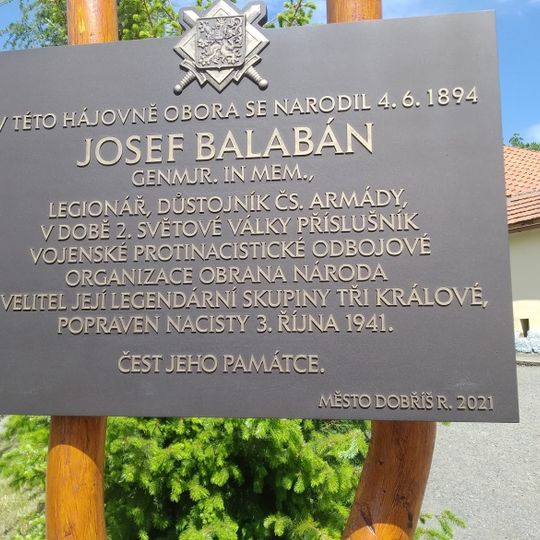 V TÉTO HÁJOVNĚ OBORA SE NARODIL 4. 6. 1894
JOSEF BALABÁN
GENMJR. IN MEM.,
LEGIONÁŘ, DŮSTOJNÍK ČS. ARMÁDY,
V DOBĚ 2. SVĚTOVÉ VÁLKY PŘÍSLUŠNÍK
VOJENSKÉ PROTINACISTICKÉ ODBOJOVÉ
ORGANIZACE OBRANA NÁRODA
VELITEL JEJÍ LEGENDÁRNÍ SKUPINY TŘI KRÁLOVÉ,
POPRAVEN NACISTY 3. ŘÍJNA 1941.
ČEST JEHO PAMÁTCE.
MĚSTO DOBŘÍŠ R. 2021